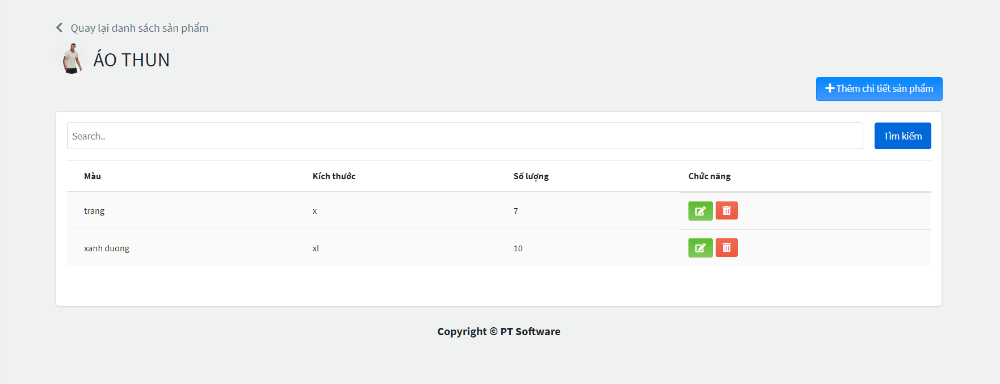 Quay lại danh sách sản phẩm
ÁO THUN
Thêm chi tiết sản phẩm
Search..
Tìm kiếm
Màu Kích thước Số lượng Chức năng
trang x 7
xanh duong xl 10
Copyright © PT Software